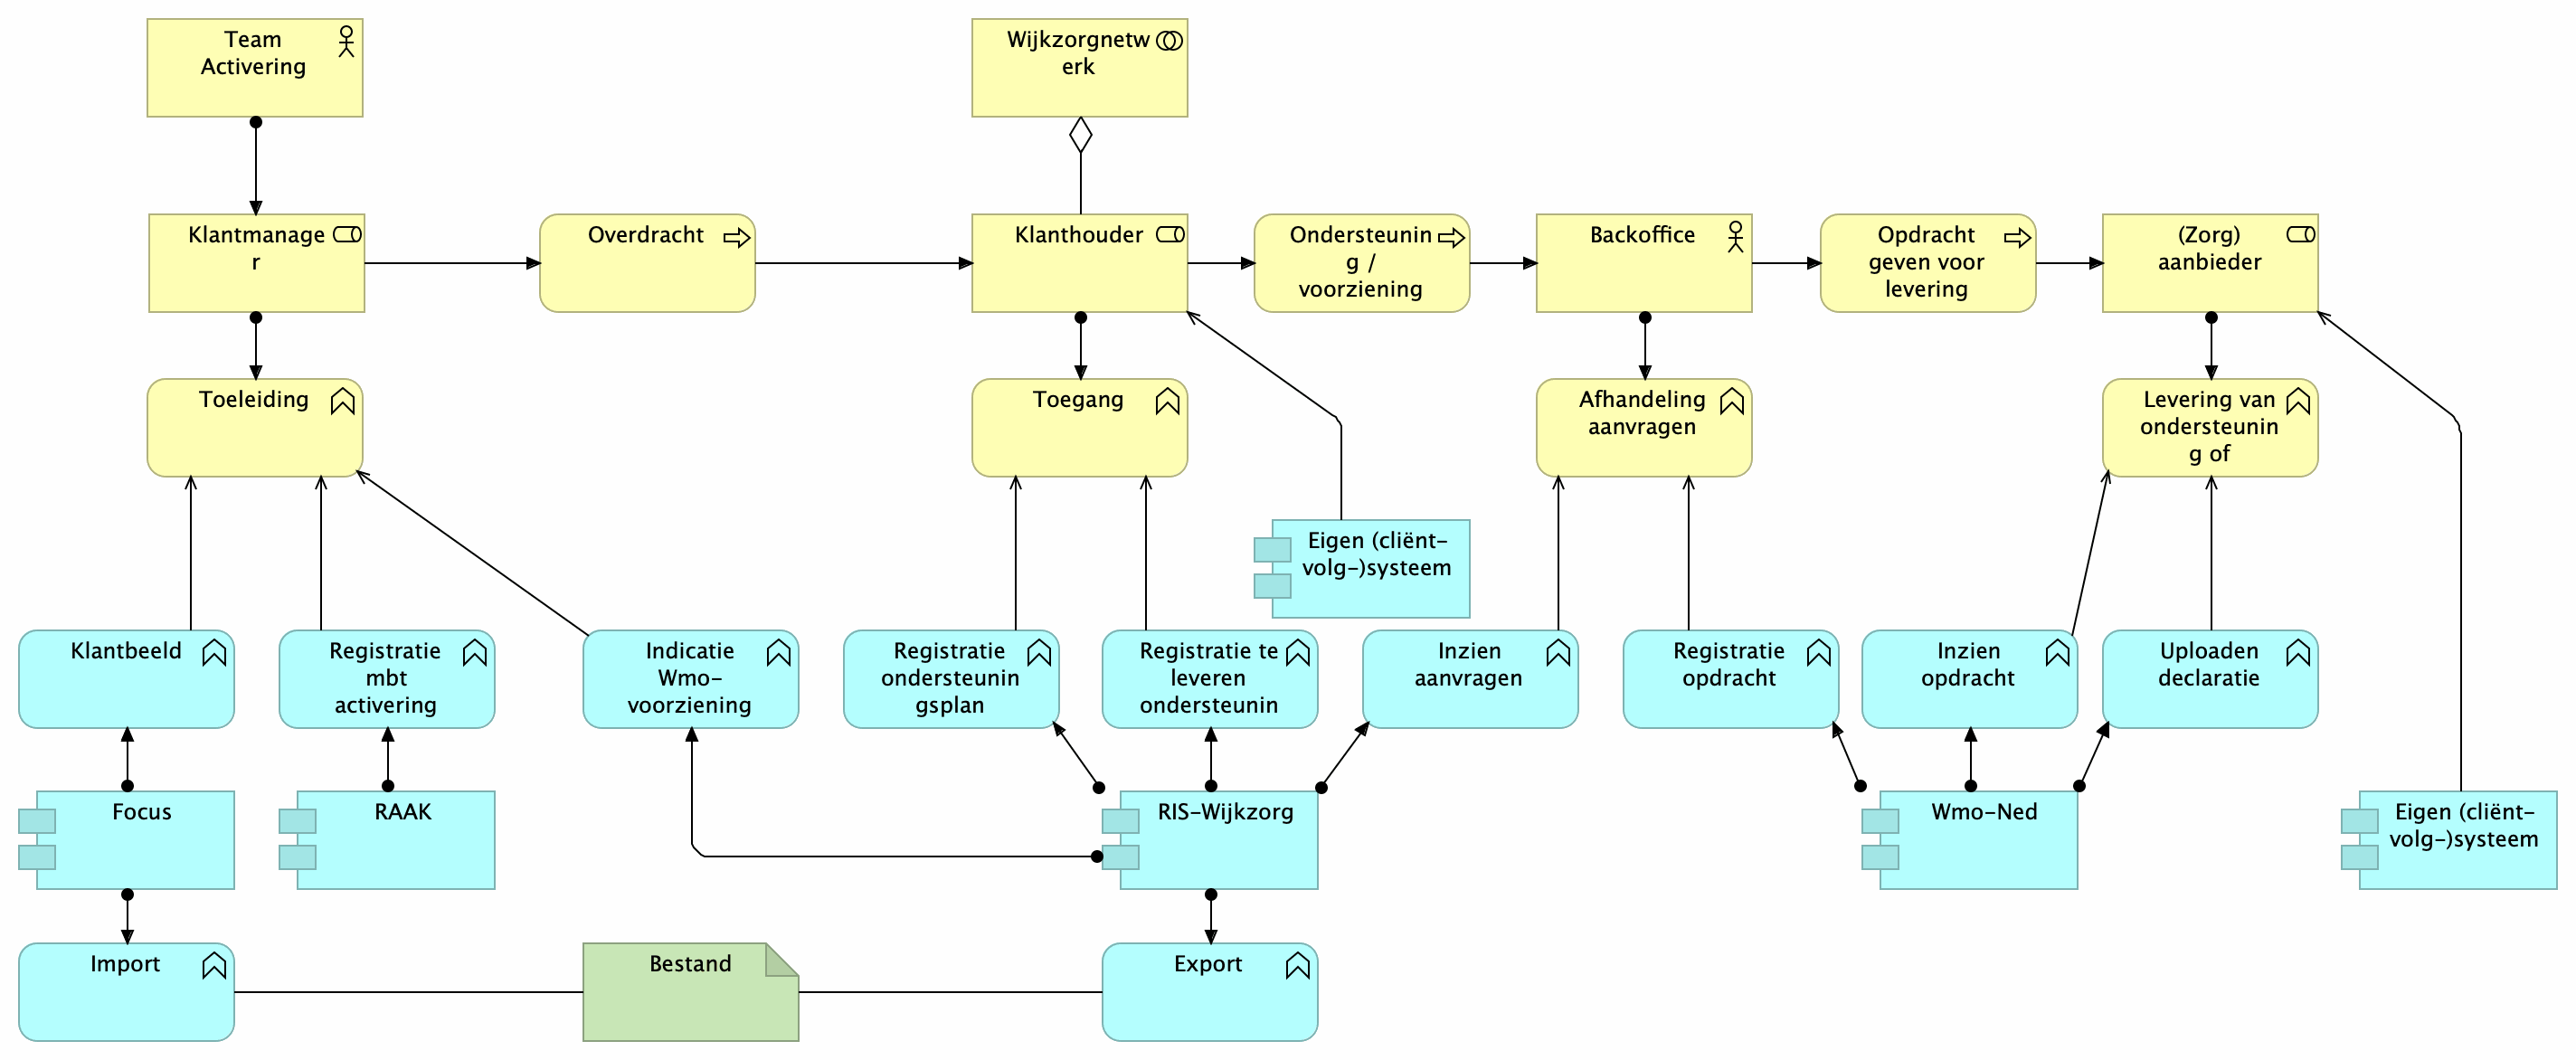 Team
Activering
Wijkzorgnetw
erk
Klantmanage
r
Overdracht
Klanthouder
Ondersteunin
g /
voorziening
Backoffice
Opdracht
geven voor
levering
(Zorg)
aanbieder
Toeleiding
Toegang
Afhandeling
aanvragen
Levering van
ondersteunin
g of
Eigen (cliënt-
volg-)systeem
Klantbeeld
Registratie
mbt
activering
Indicatie
Wmo-
voorziening
Registratie
ondersteunin
gsplan
Registratie te
leveren
ondersteunin
Inzien
aanvragen
Registratie
opdracht
Inzien
opdracht
Uploaden
declaratie
Focus
RAAK
RIS-Wijkzorg
Wmo-Ned
Eigen (cliënt-
volg-)systeem
Import
Bestand
Export